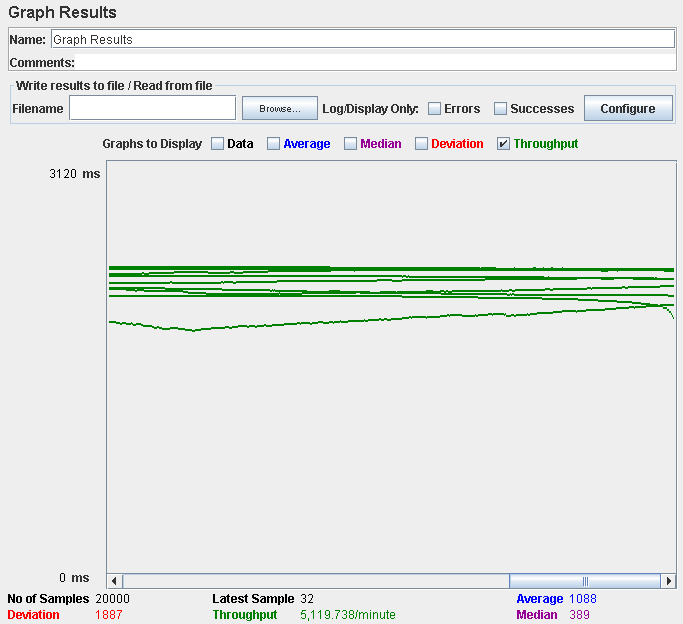 Graph Results
Name: Graph Results
Comments:
Write results to file / Read from file
Filename Browse... Log/Display Only: Errors Successes Configure
Graphs to Display Data Average Median Deviation Throughput
3120 ms
0 ms
No of Samples 20000 Latest Sample 32 Average 1088
Deviation 1887 Throughput 5,119.738/minute Median 389